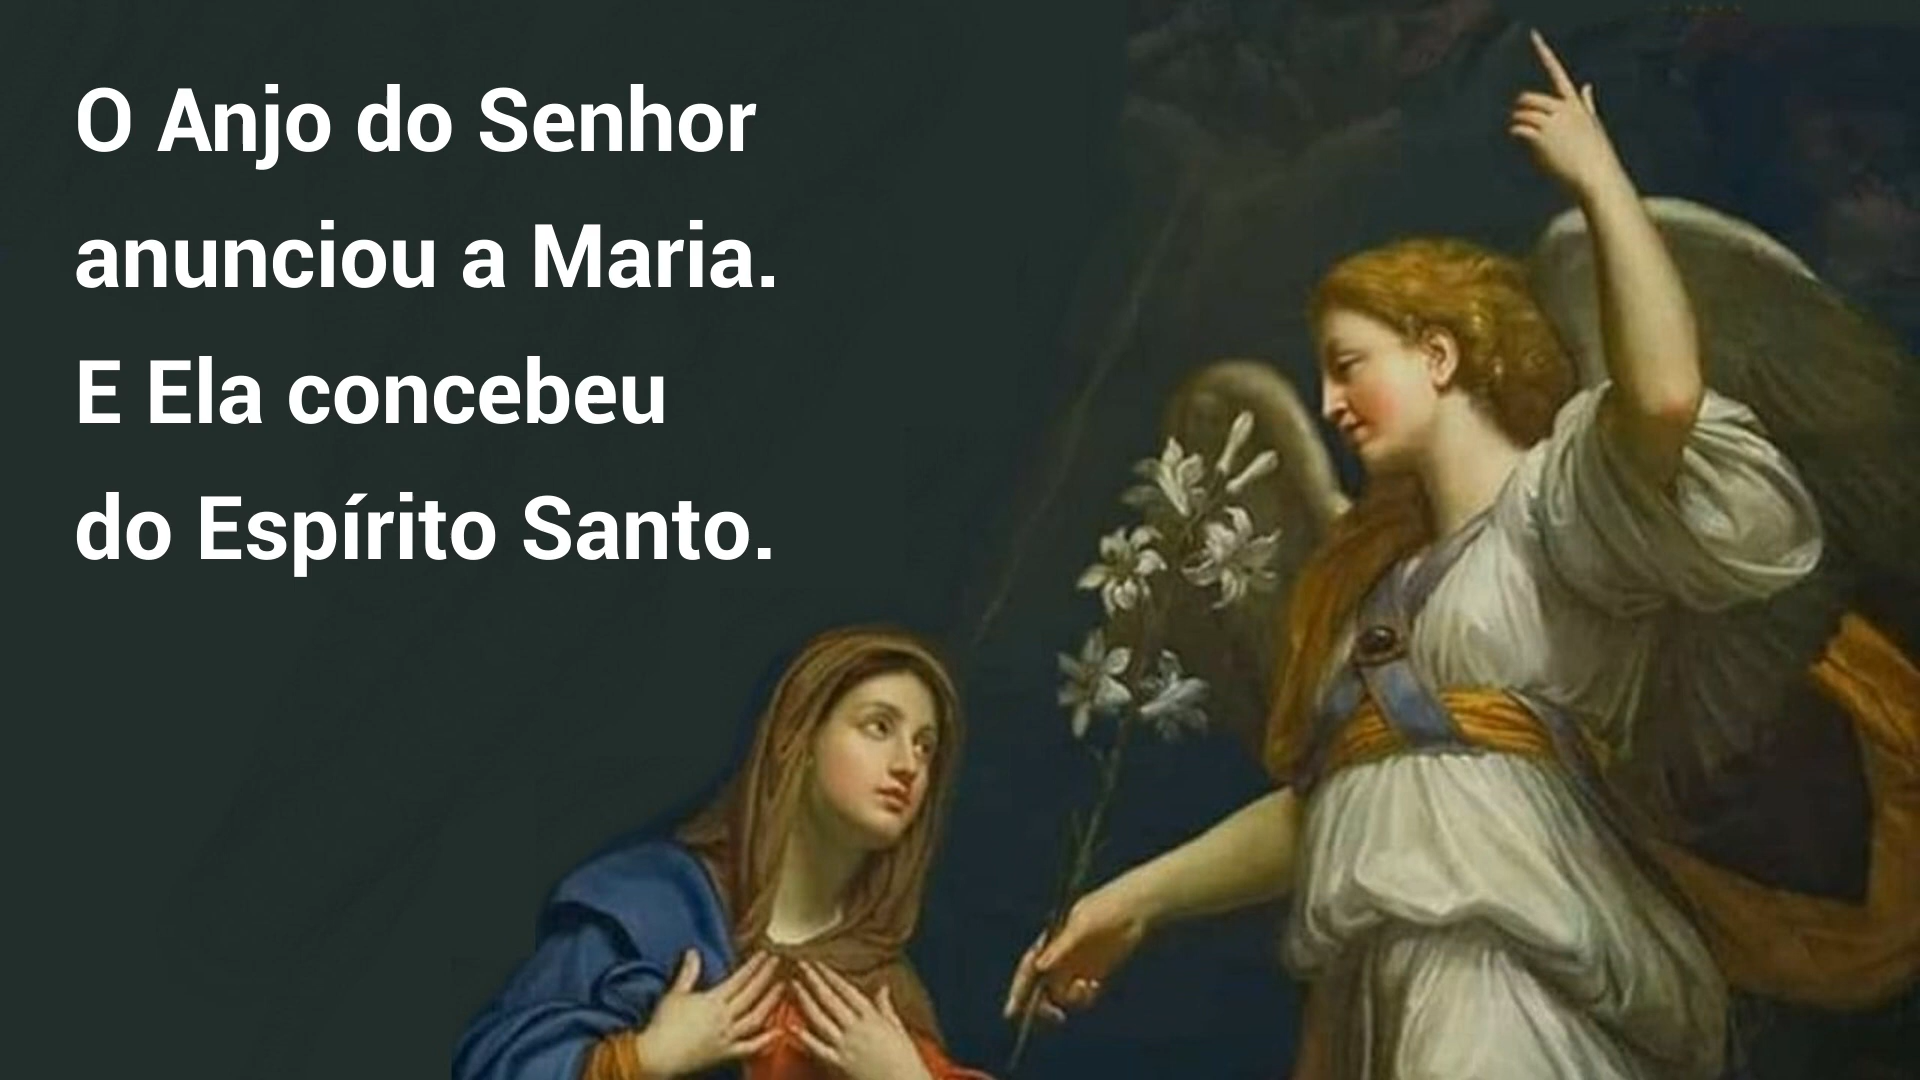 O Anjo do Senhor
anunciou a Maria.
E Ela concebeu
do Espírito Santo.